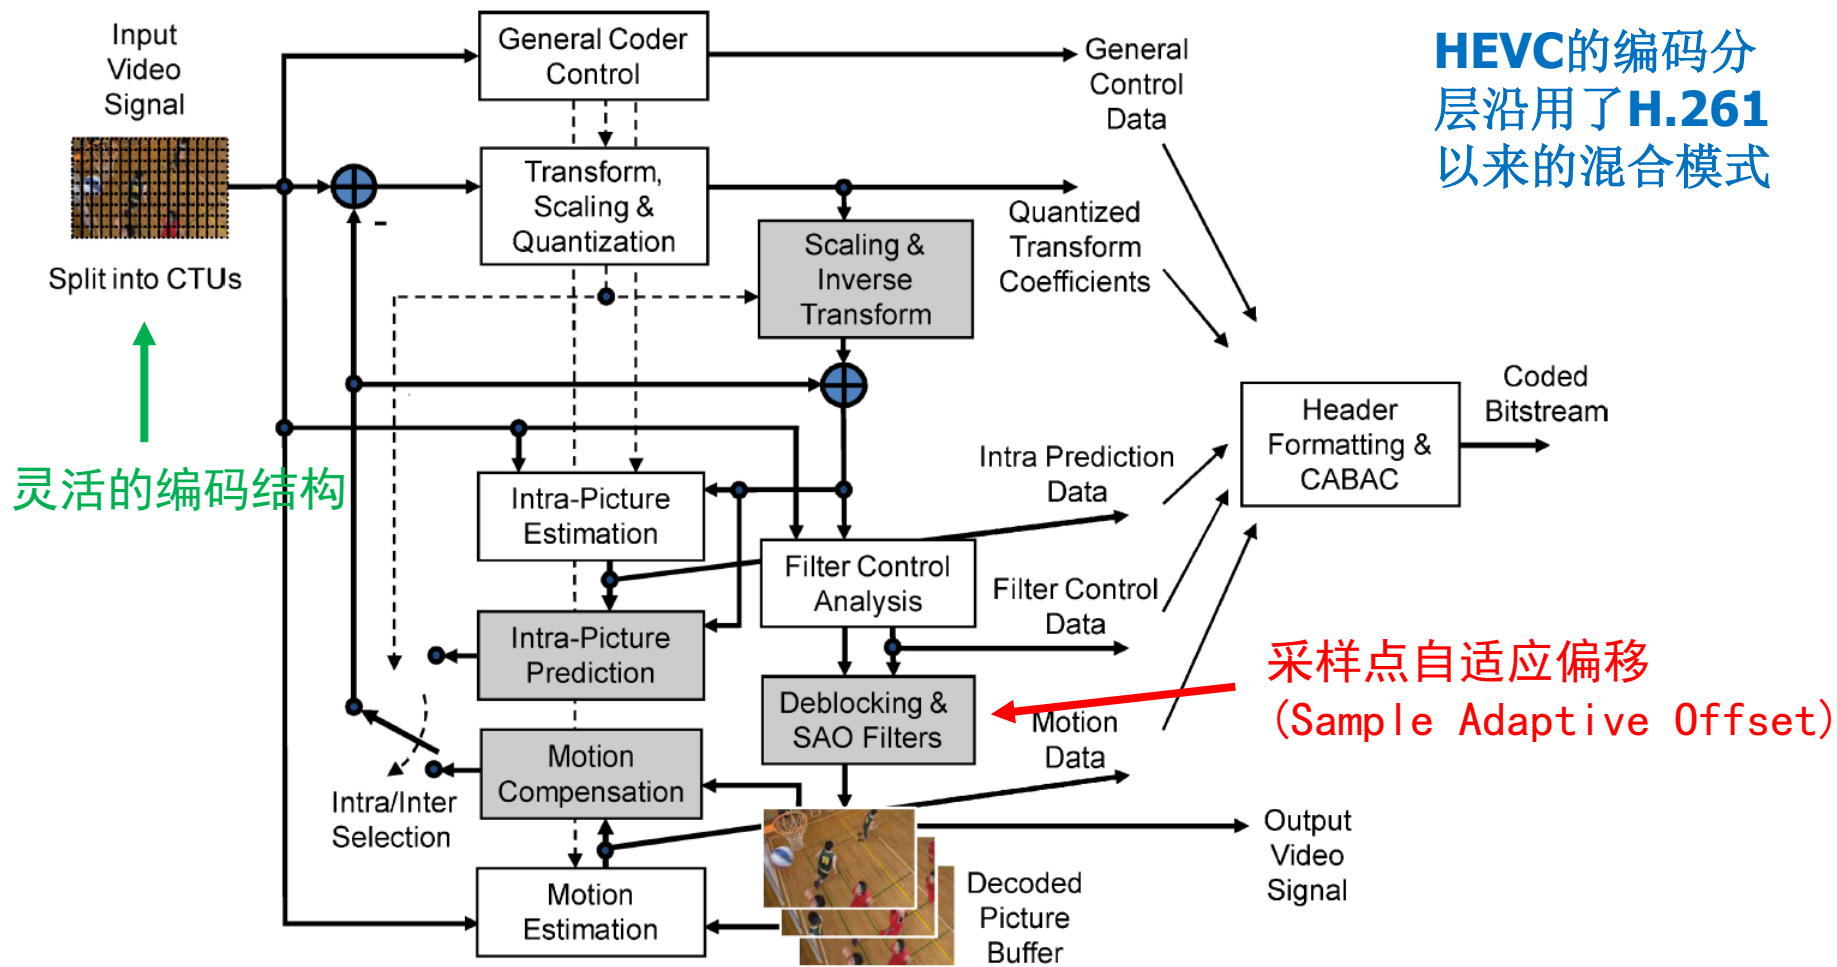 Input
Video
Signal
Split into CTUs
灵活的编码结构
General Coder
Control
General
Control
Data
HEVC的编码分
层沿用了H.261
以来的混合模式
Transform,
Scaling &
Quantization
-
Quantized
Transform
Coefficients
Scaling &
Inverse
Transform
Header
Formatting &
CABAC
Coded
Bitstream
Intra-Picture
Estimation
Intra Prediction
Data
Filter Control
Analysis
Filter Control
Data
Intra-Picture
Prediction
Deblocking &
SAO Filters
采样点自适应偏移
(Sample Adaptive Offset)
Motion
Data
Motion
Compensation
Intra/Inter
Selection
Output
Video
Signal
Motion
Estimation
Decoded
Picture
Buffer